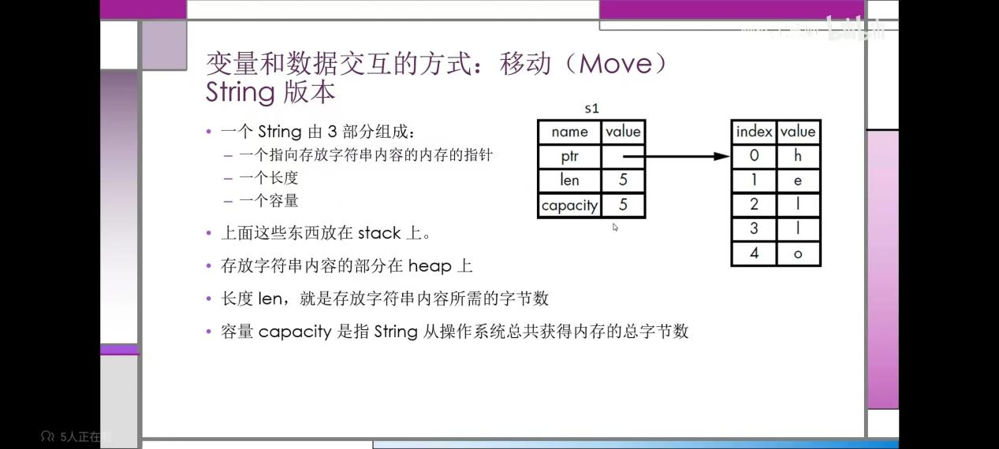 变量和数据交互的方式：移动（Move）
String 版本
一个 String 由 3 部分组成：
一个指向存放字符串内容的内存的指针
一个长度
一个容量
上面这些东西放在 stack 上。
存放字符串内容的部分在 heap 上
长度 len，就是存放字符串内容所需的字节数
容量 capacity 是指 String 从操作系统总共获得内存的总字节数
s1
name value
ptr
len 5
capacity 5
index value
0 h
1 e
2 l
3 l
4 o
bilibili
5人正在